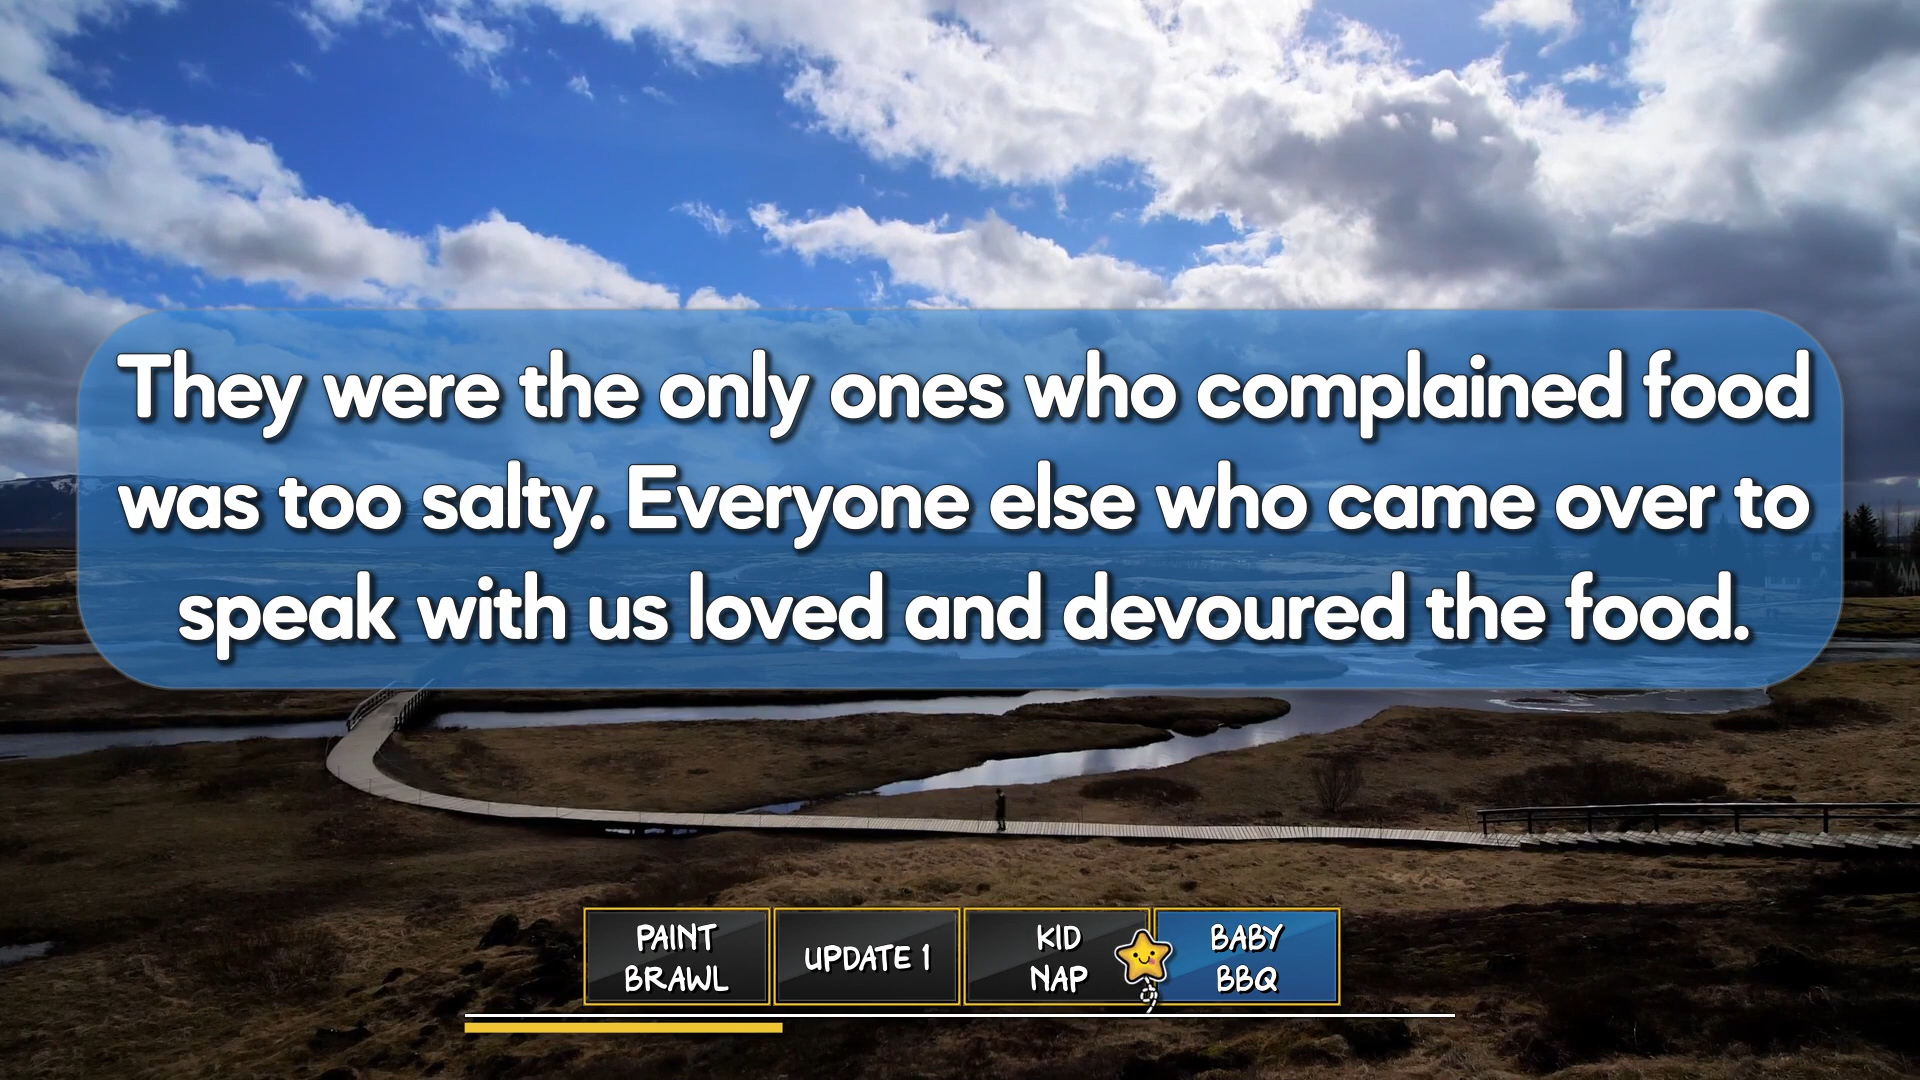 They were the only ones who complained food
was too salty. Everyone else who came over to
speak with us loved and devoured the food.
PAINT
BRAWL
UPDATE 1
KID
NAP
BABY
BBQ